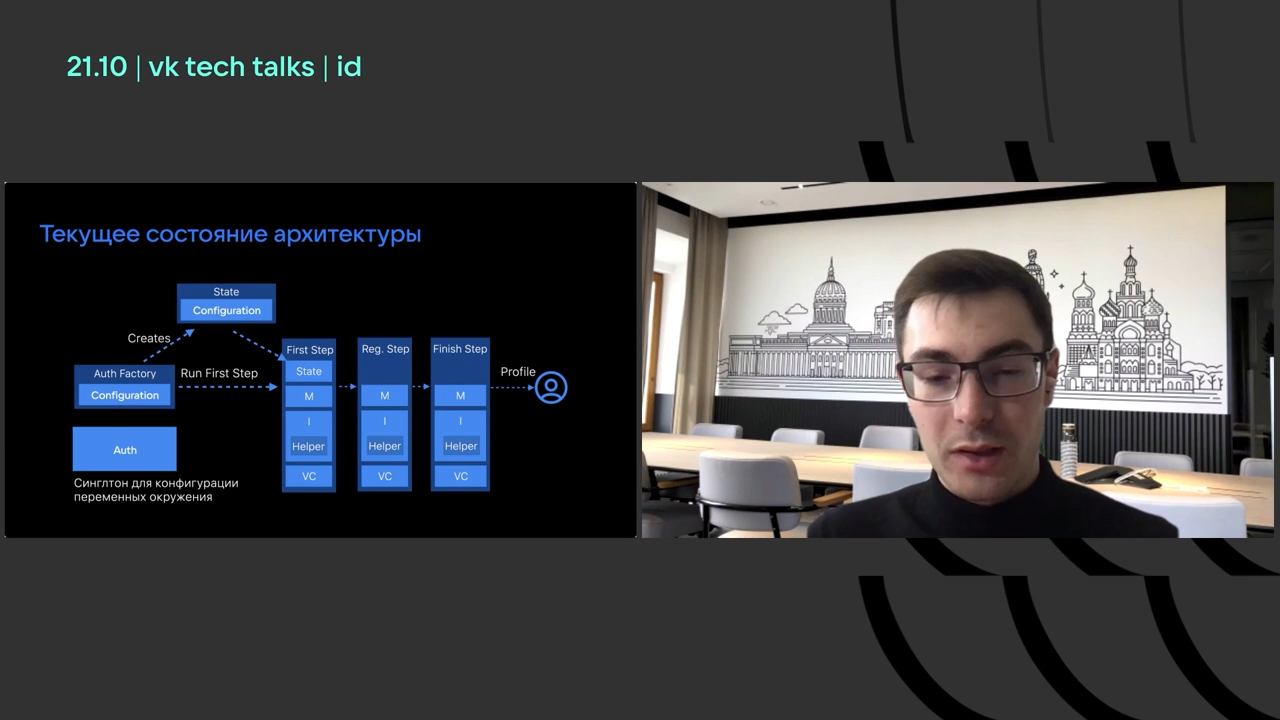 21.10 | vk tech talks | id
Текущее состояние архитектуры
State
Configuration
Creates
Auth Factory
Configuration
Run First Step
Auth
Синглтон для конфигурации
переменных окружения
First Step
State
M
I
Helper
VC
Reg. Step
M
I
Helper
VC
Finish Step
M
I
Helper
VC
Profile